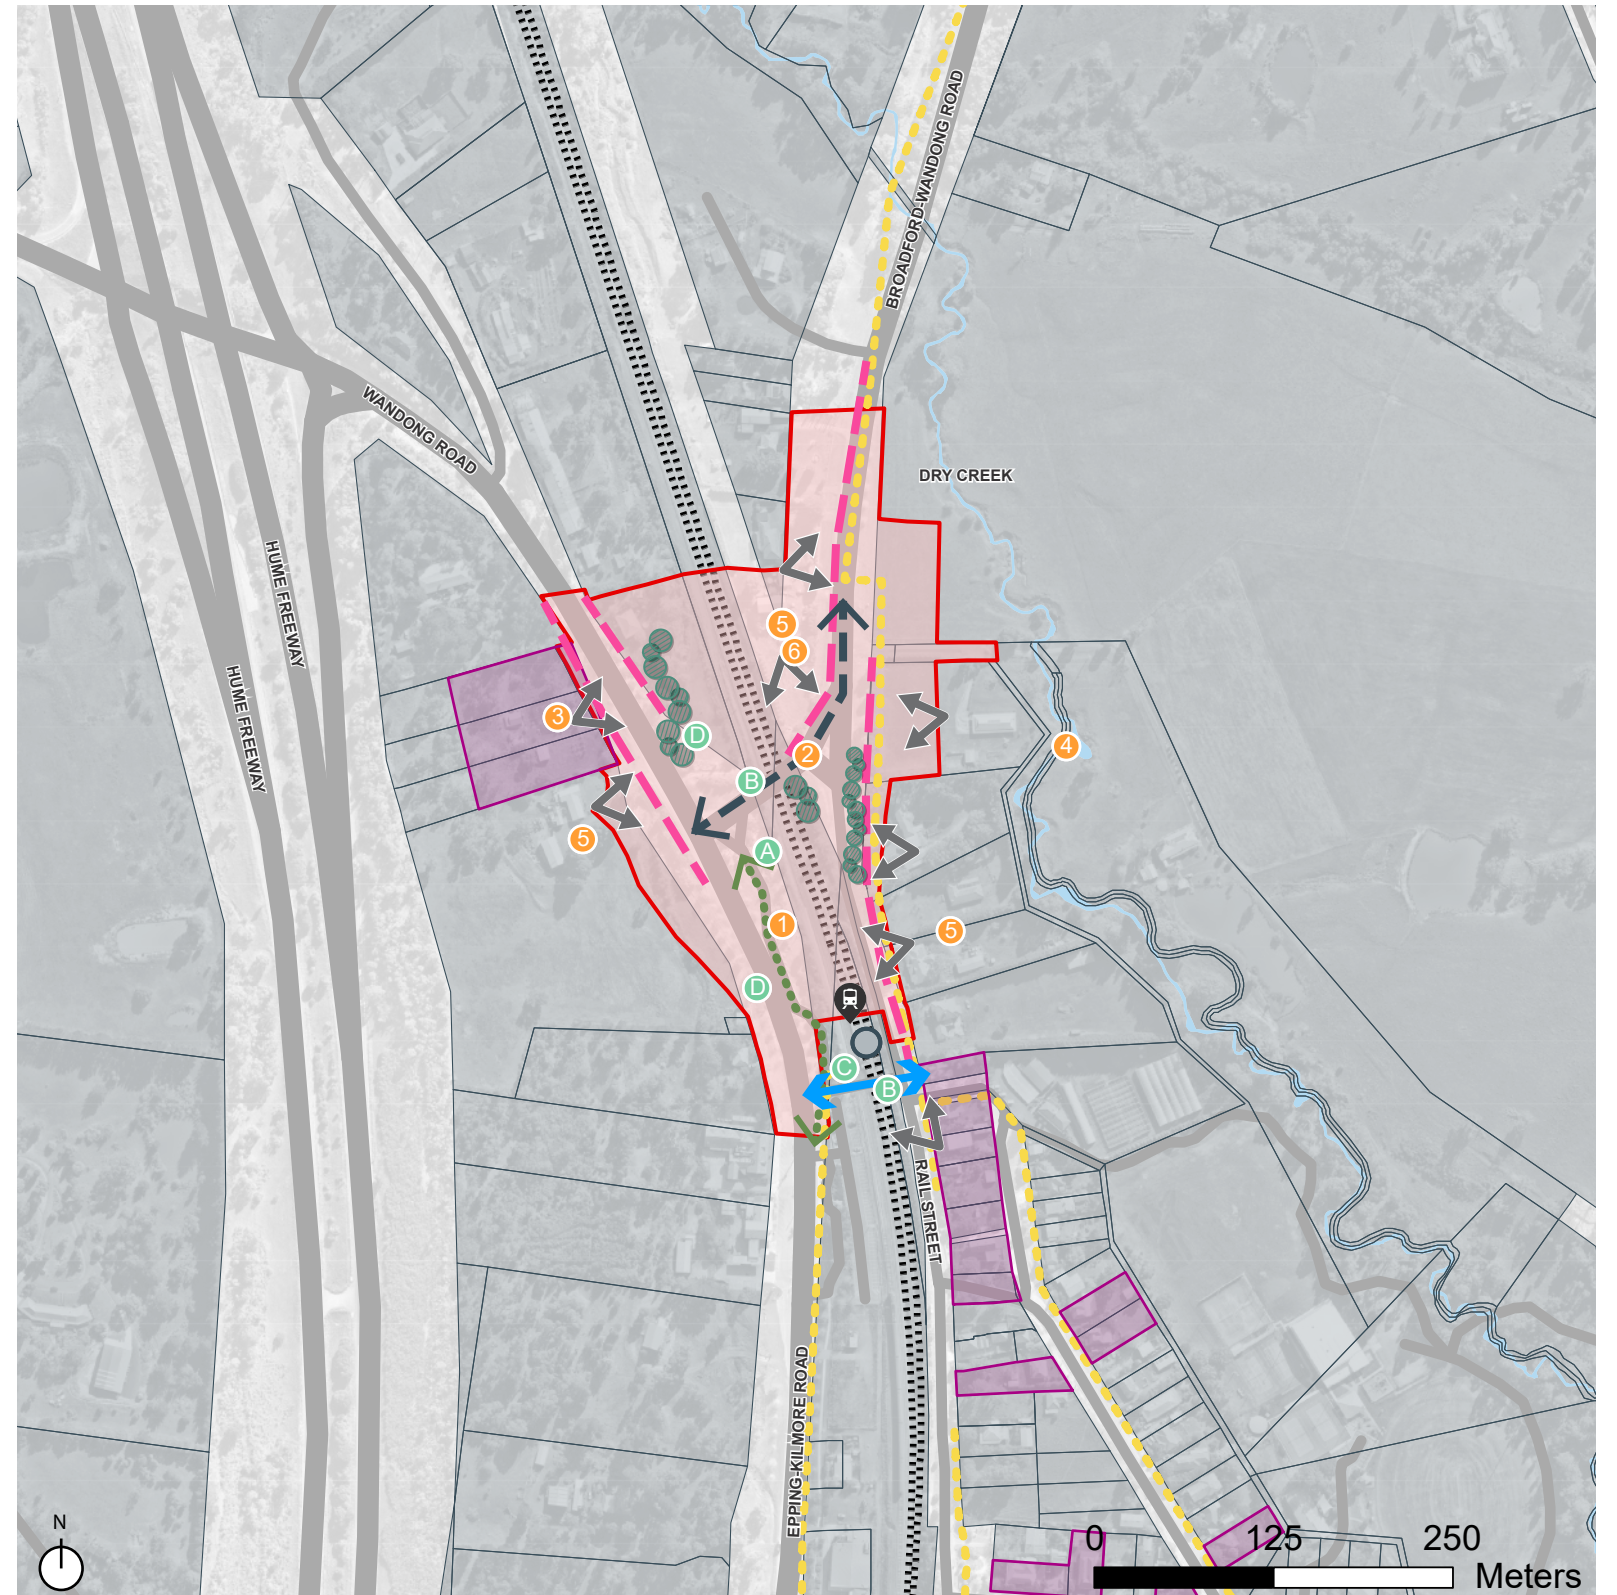 BROADFORD-WANDONG ROAD
WANDONG ROAD
DRY CREEK
HUME FREEWAY
HUME FREEWAY
5
6
3
D
2
4
B
5
A
1
5
D
C
B
RAIL STREET
EPPING-KILMORE ROAD
N
0 125 250
Meters